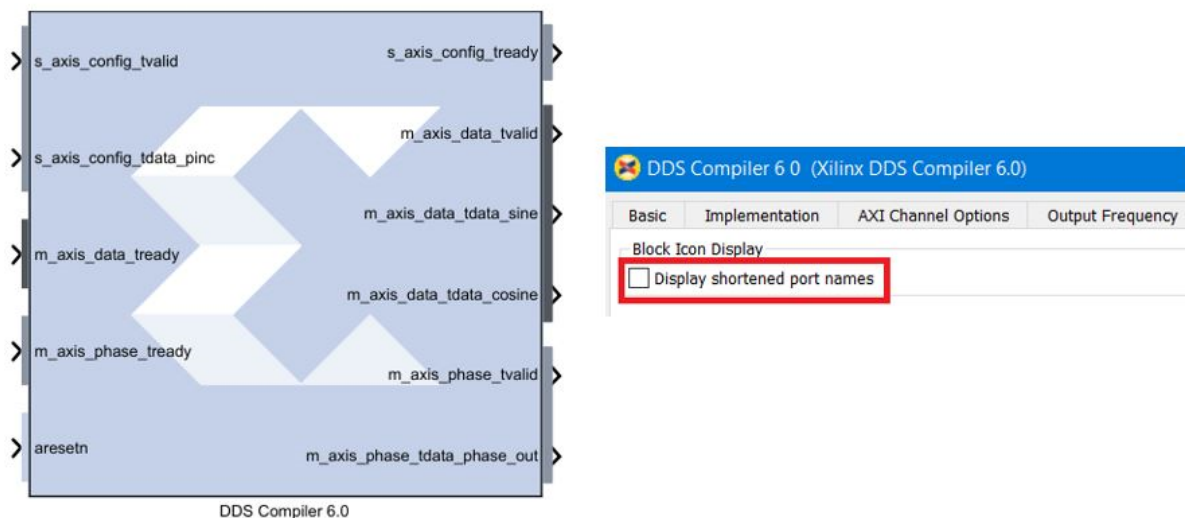 s_axis_config_tvalid
s_axis_config_tdata_pinc
m_axis_data_tready
m_axis_phase_tready
aresetn
s_axis_config_tready
m_axis_data_tvalid
m_axis_data_tdata_sine
m_axis_data_tdata_cosine
m_axis_phase_tvalid
m_axis_phase_tdata_phase_out
DDS Compiler 6.0
DDS Compiler 6 0 (Xilinx DDS Compiler 6.0)
Basic Implementation AXI Channel Options Output Frequency
Block Icon Display
Display shortened port names